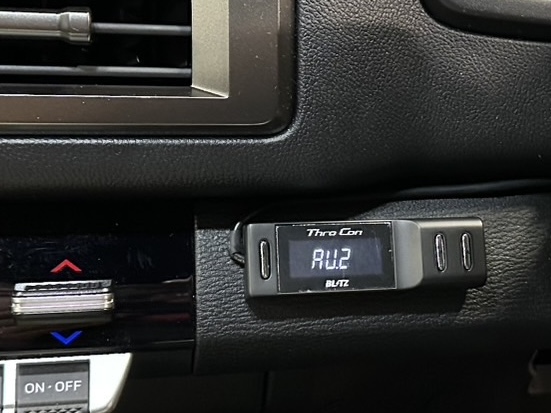 Thro Con
AU.2
BLITZ
ON-OFF